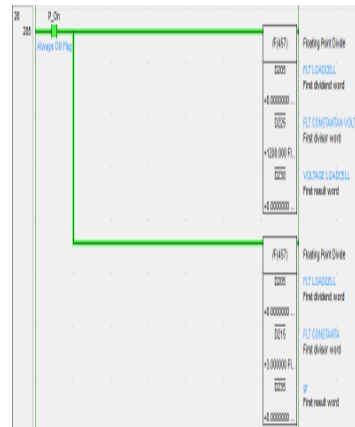 28
265
P_On
Always ON Flag
/F(457)
Floating Point Divide
D205
FLT LOADCELL
First dividend word
+0.0000000 ...
D225
FLT CONSTANTAN VOLT
First divisor word
+1200.000 Fl...
D230
VOLTAGE LOADCELL
First result word
+0.0000000 ...
/F(457)
Floating Point Divide
D205
FLT LOADCELL
First dividend word
+0.0000000 ...
D215
FLT CONSTANTA
First divisor word
+3.000000 Fl...
D235
gr
First result word
+0.0000000 ...